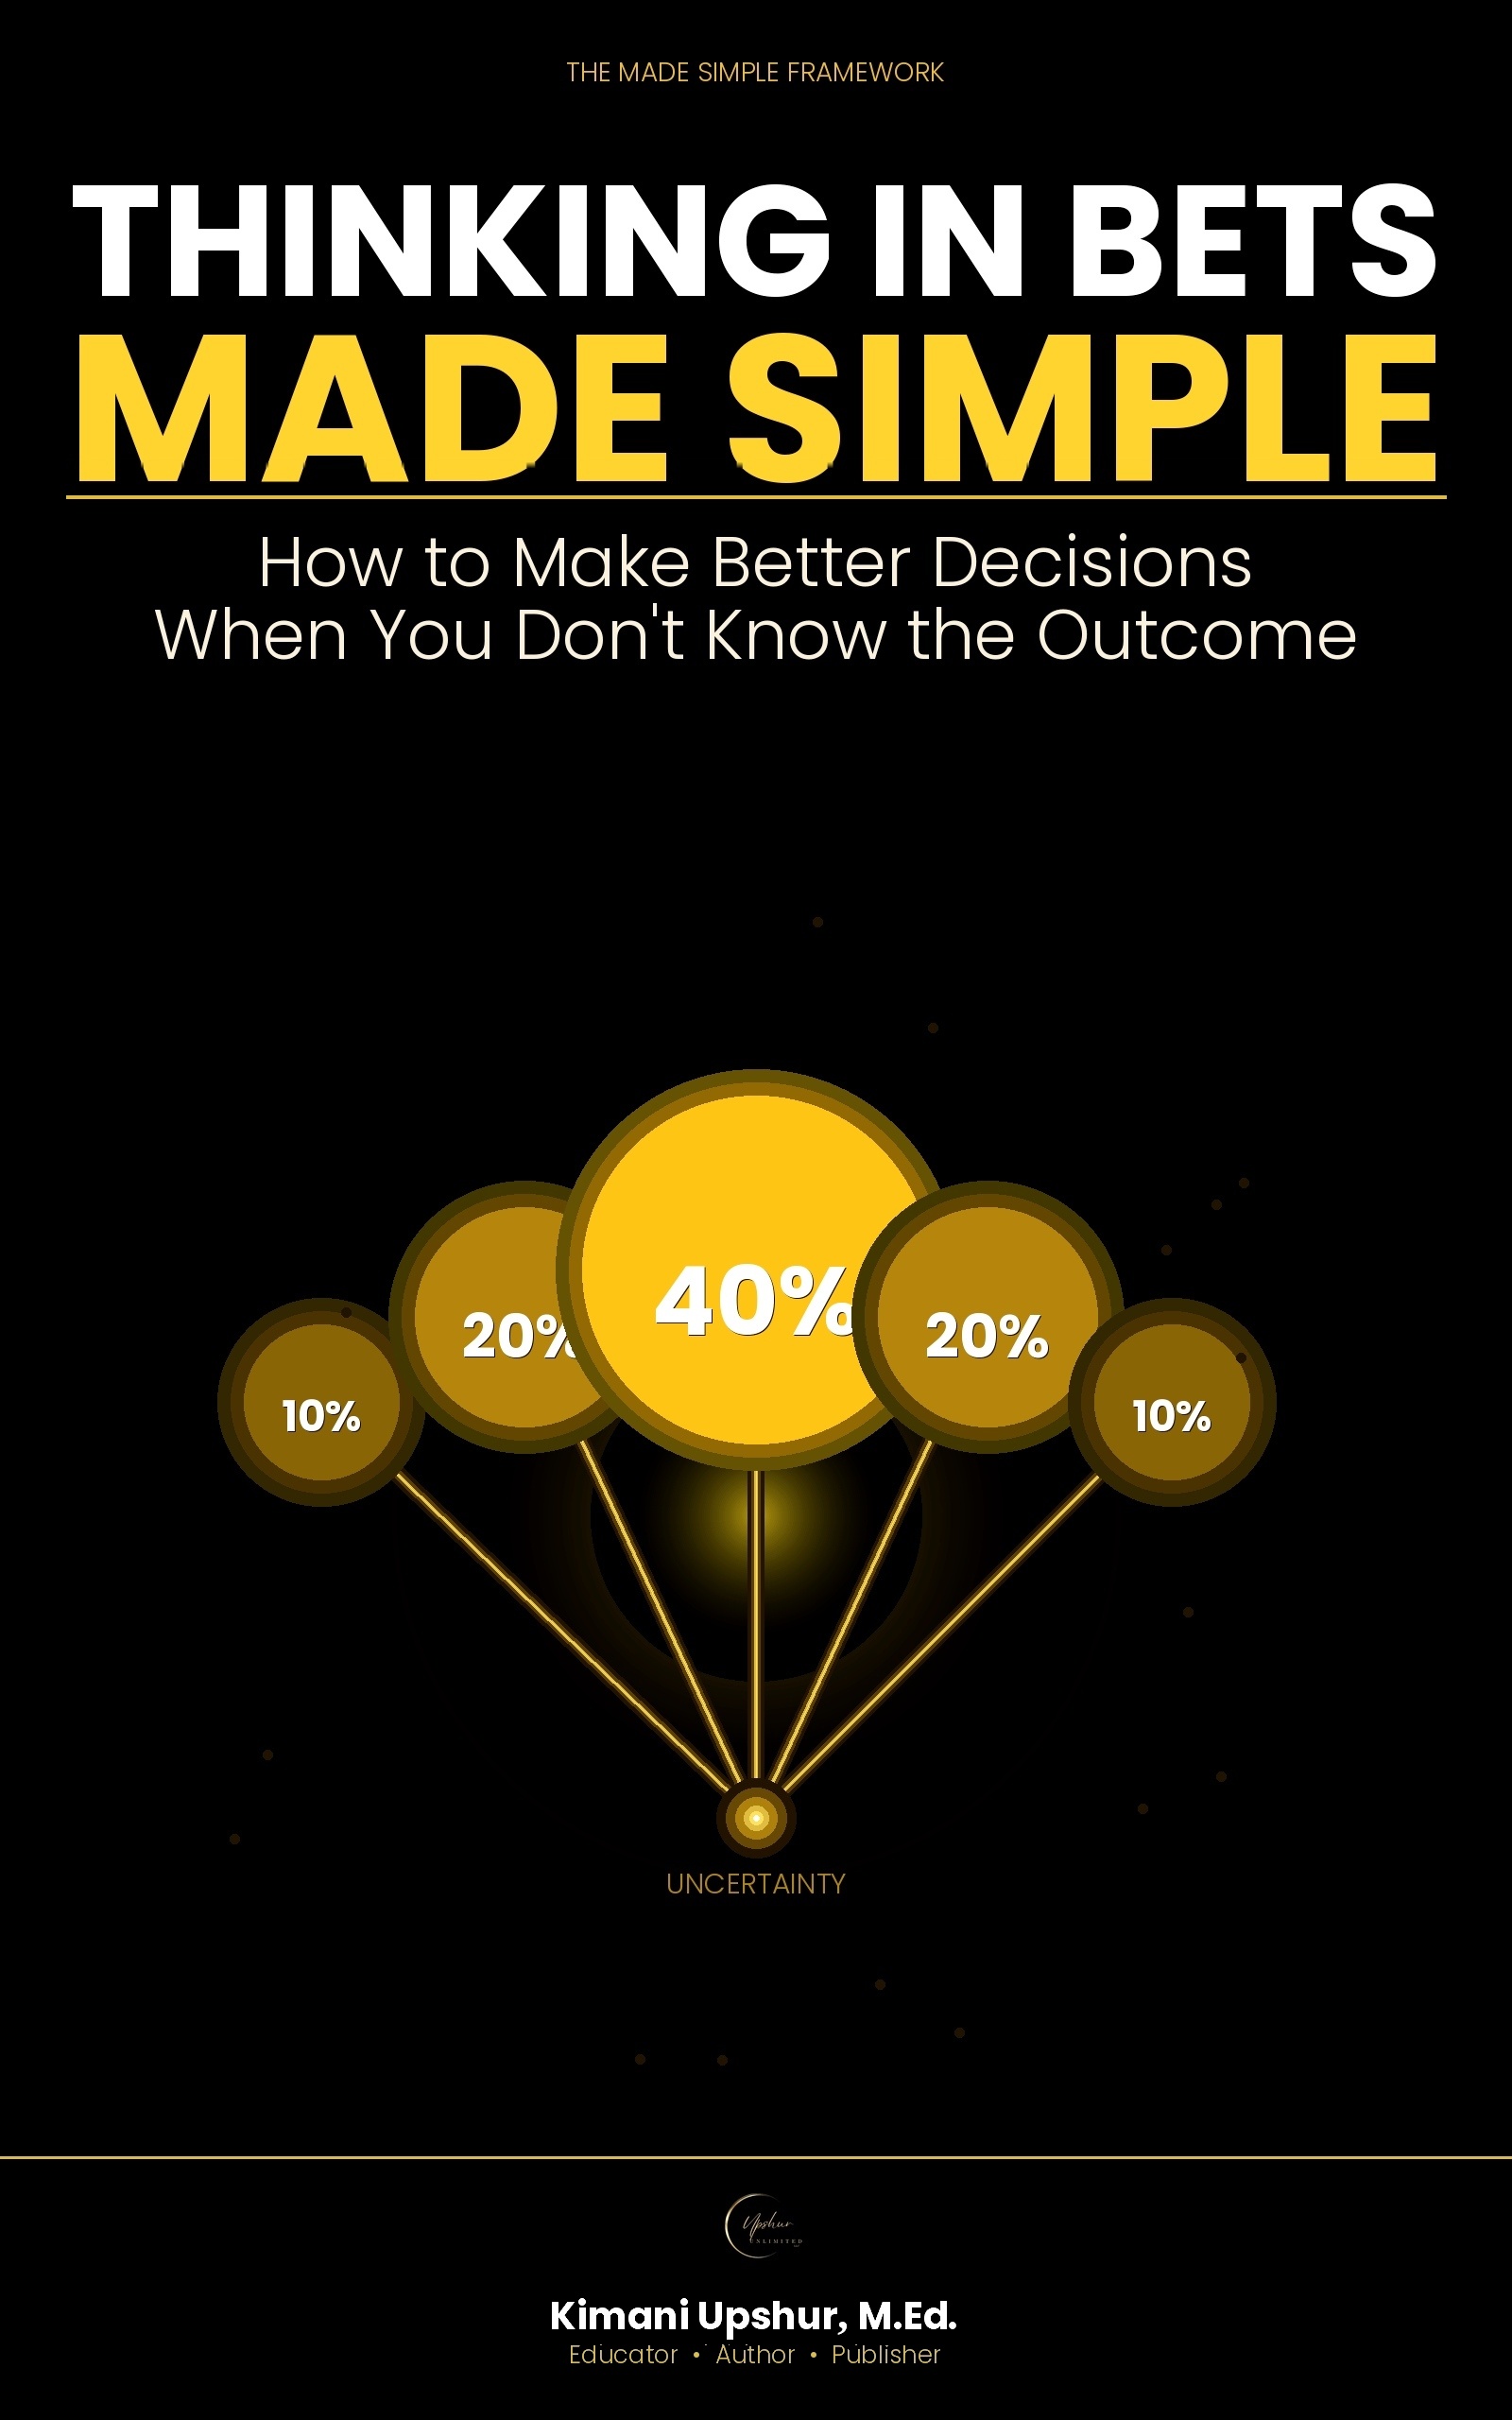 THE MADE SIMPLE FRAMEWORK
THINKING IN BETS
MADE SIMPLE
How to Make Better Decisions
When You Don't Know the Outcome
40%
20%
20%
10%
10%
UNCERTAINTY
Upshur
Kimani Upshur, M.Ed.
Educator • Author • Publisher